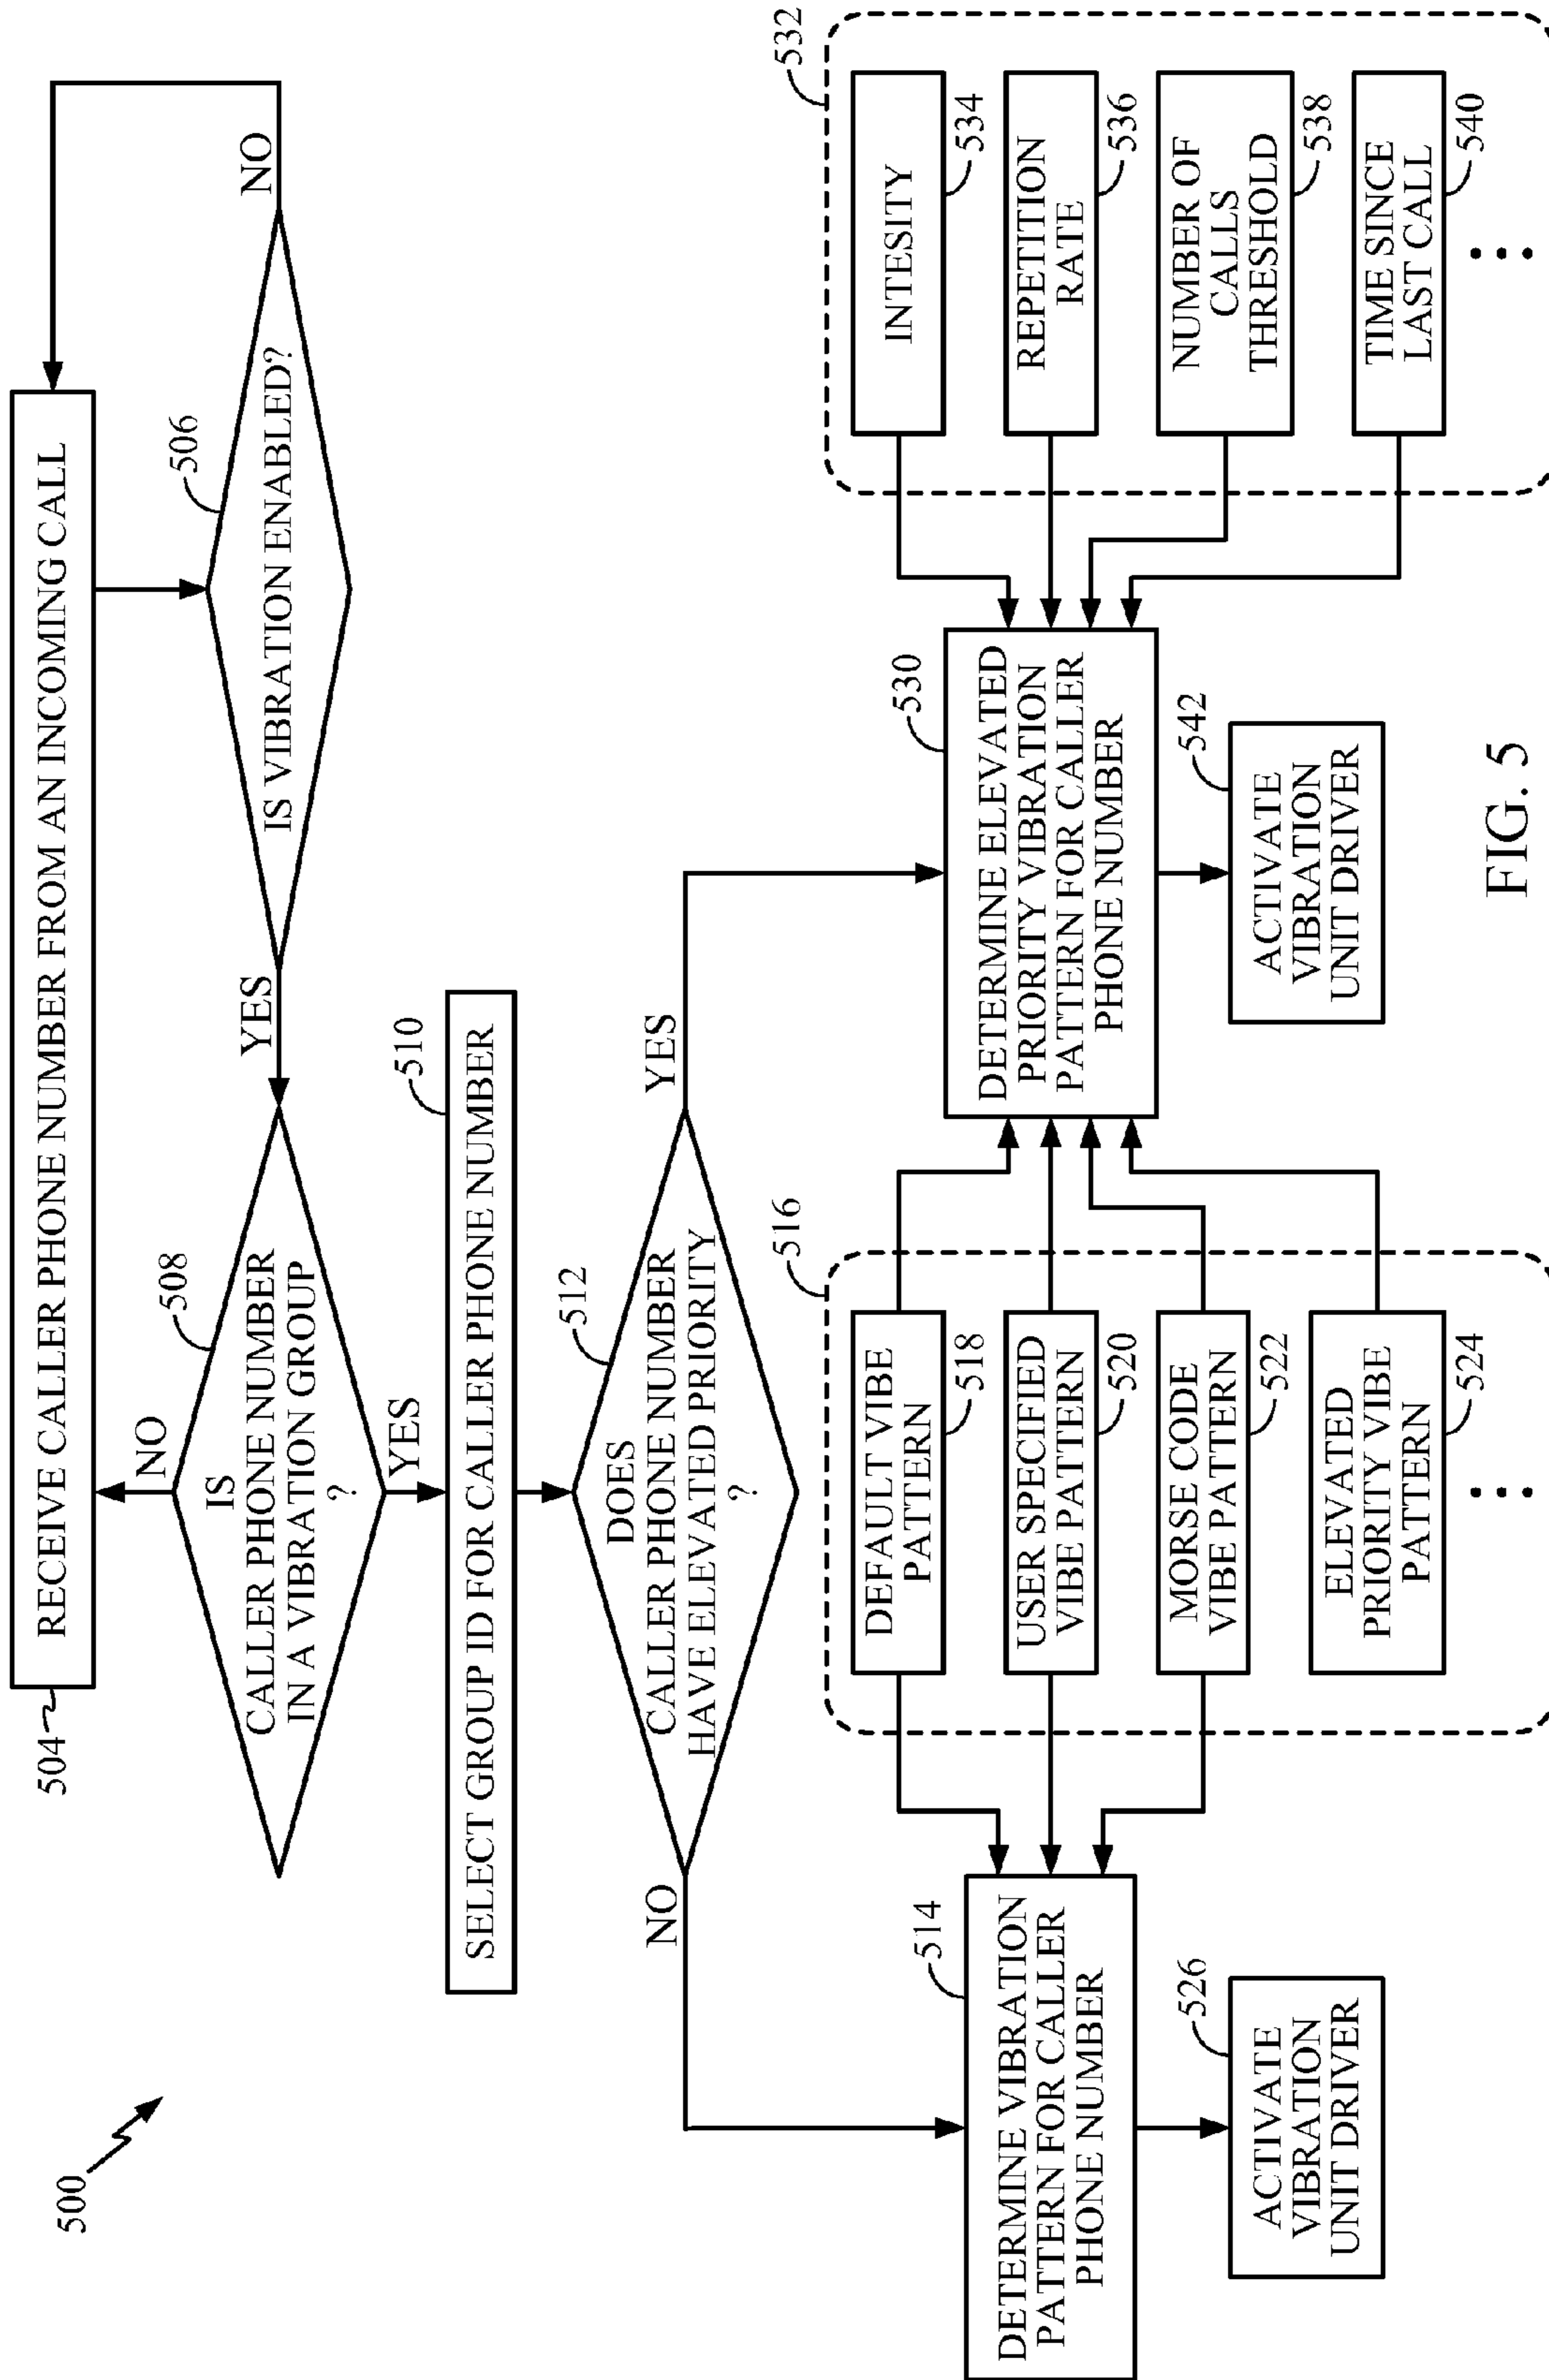 500
504
RECEIVE CALLER PHONE NUMBER FROM AN INCOMING CALL
NO
508
IS
CALLER PHONE NUMBER
IN A VIBRATION GROUP
?
YES
YES
506
IS VIBRATION ENABLED?
NO
510
SELECT GROUP ID FOR CALLER PHONE NUMBER
512
DOES
CALLER PHONE NUMBER
HAVE ELEVATED PRIORITY
?
NO
YES
514
DETERMINE VIBRATION
PATTERN FOR CALLER
PHONE NUMBER
526
ACTIVATE
VIBRATION
UNIT DRIVER
516
DEFAULT VIBE
PATTERN
518
USER SPECIFIED
VIBE PATTERN
520
MORSE CODE
VIBE PATTERN
522
ELEVATED
PRIORITY VIBE
PATTERN
524
530
DETERMINE ELEVATED
PRIORITY VIBRATION
PATTERN FOR CALLER
PHONE NUMBER
542
ACTIVATE
VIBRATION
UNIT DRIVER
532
INTESITY
534
REPETITION
RATE
536
NUMBER OF
CALLS
THRESHOLD
538
TIME SINCE
LAST CALL
540
FIG. 5